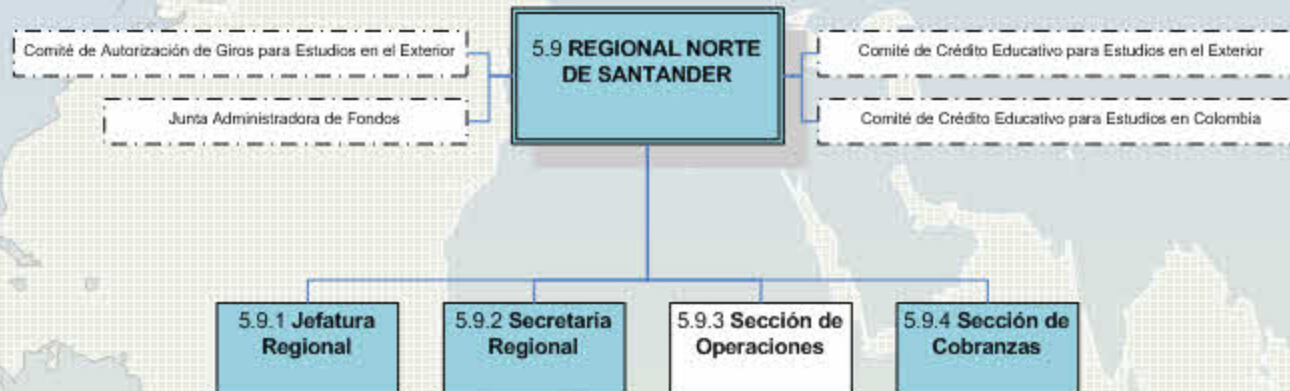 Comité de Autorización de Giros para Estudios en el Exterior
Junta Administradora de Fondos
5.9 REGIONAL NORTE
DE SANTANDER
Comité de Crédito Educativo para Estudios en el Exterior
Comité de Crédito Educativo para Estudios en Colombia
5.9.1 Jefatura
Regional
5.9.2 Secretaria
Regional
5.9.3 Sección de
Operaciones
5.9.4 Sección de
Cobranzas